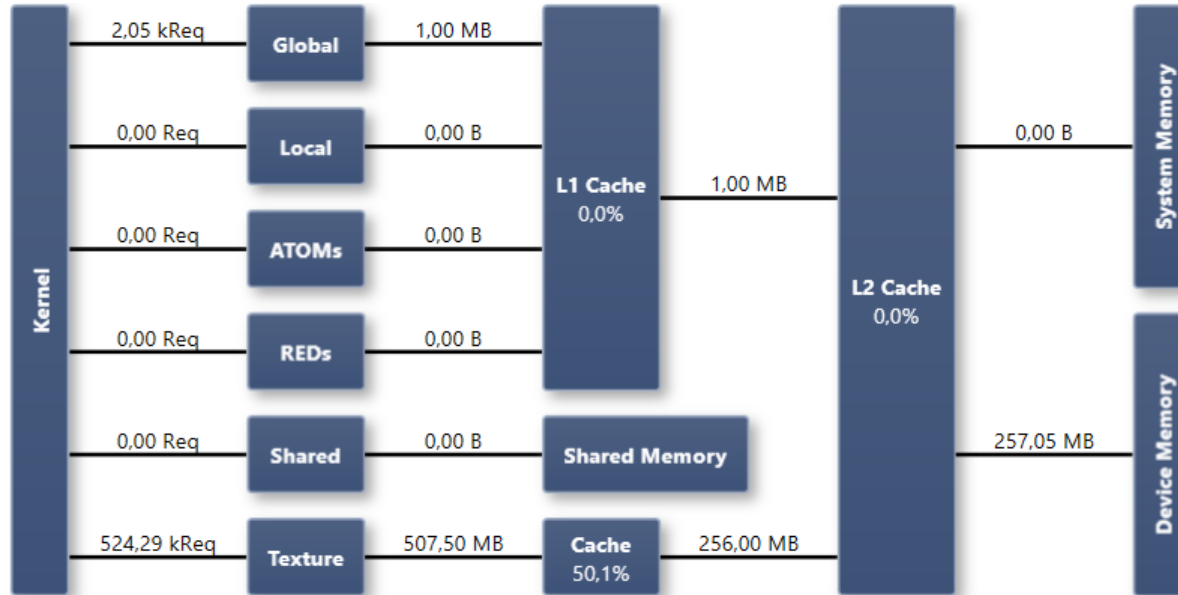 Kernel
2,05 kReq
Global
1,00 MB
0,00 Req
Local
0,00 B
0,00 Req
ATOMs
0,00 B
0,00 Req
REDs
0,00 B
0,00 Req
Shared
0,00 B
Shared Memory
524,29 kReq
Texture
507,50 MB
Cache
50,1%
256,00 MB
L1 Cache
0,0%
1,00 MB
L2 Cache
0,0%
0,00 B
System Memory
257,05 MB
Device Memory